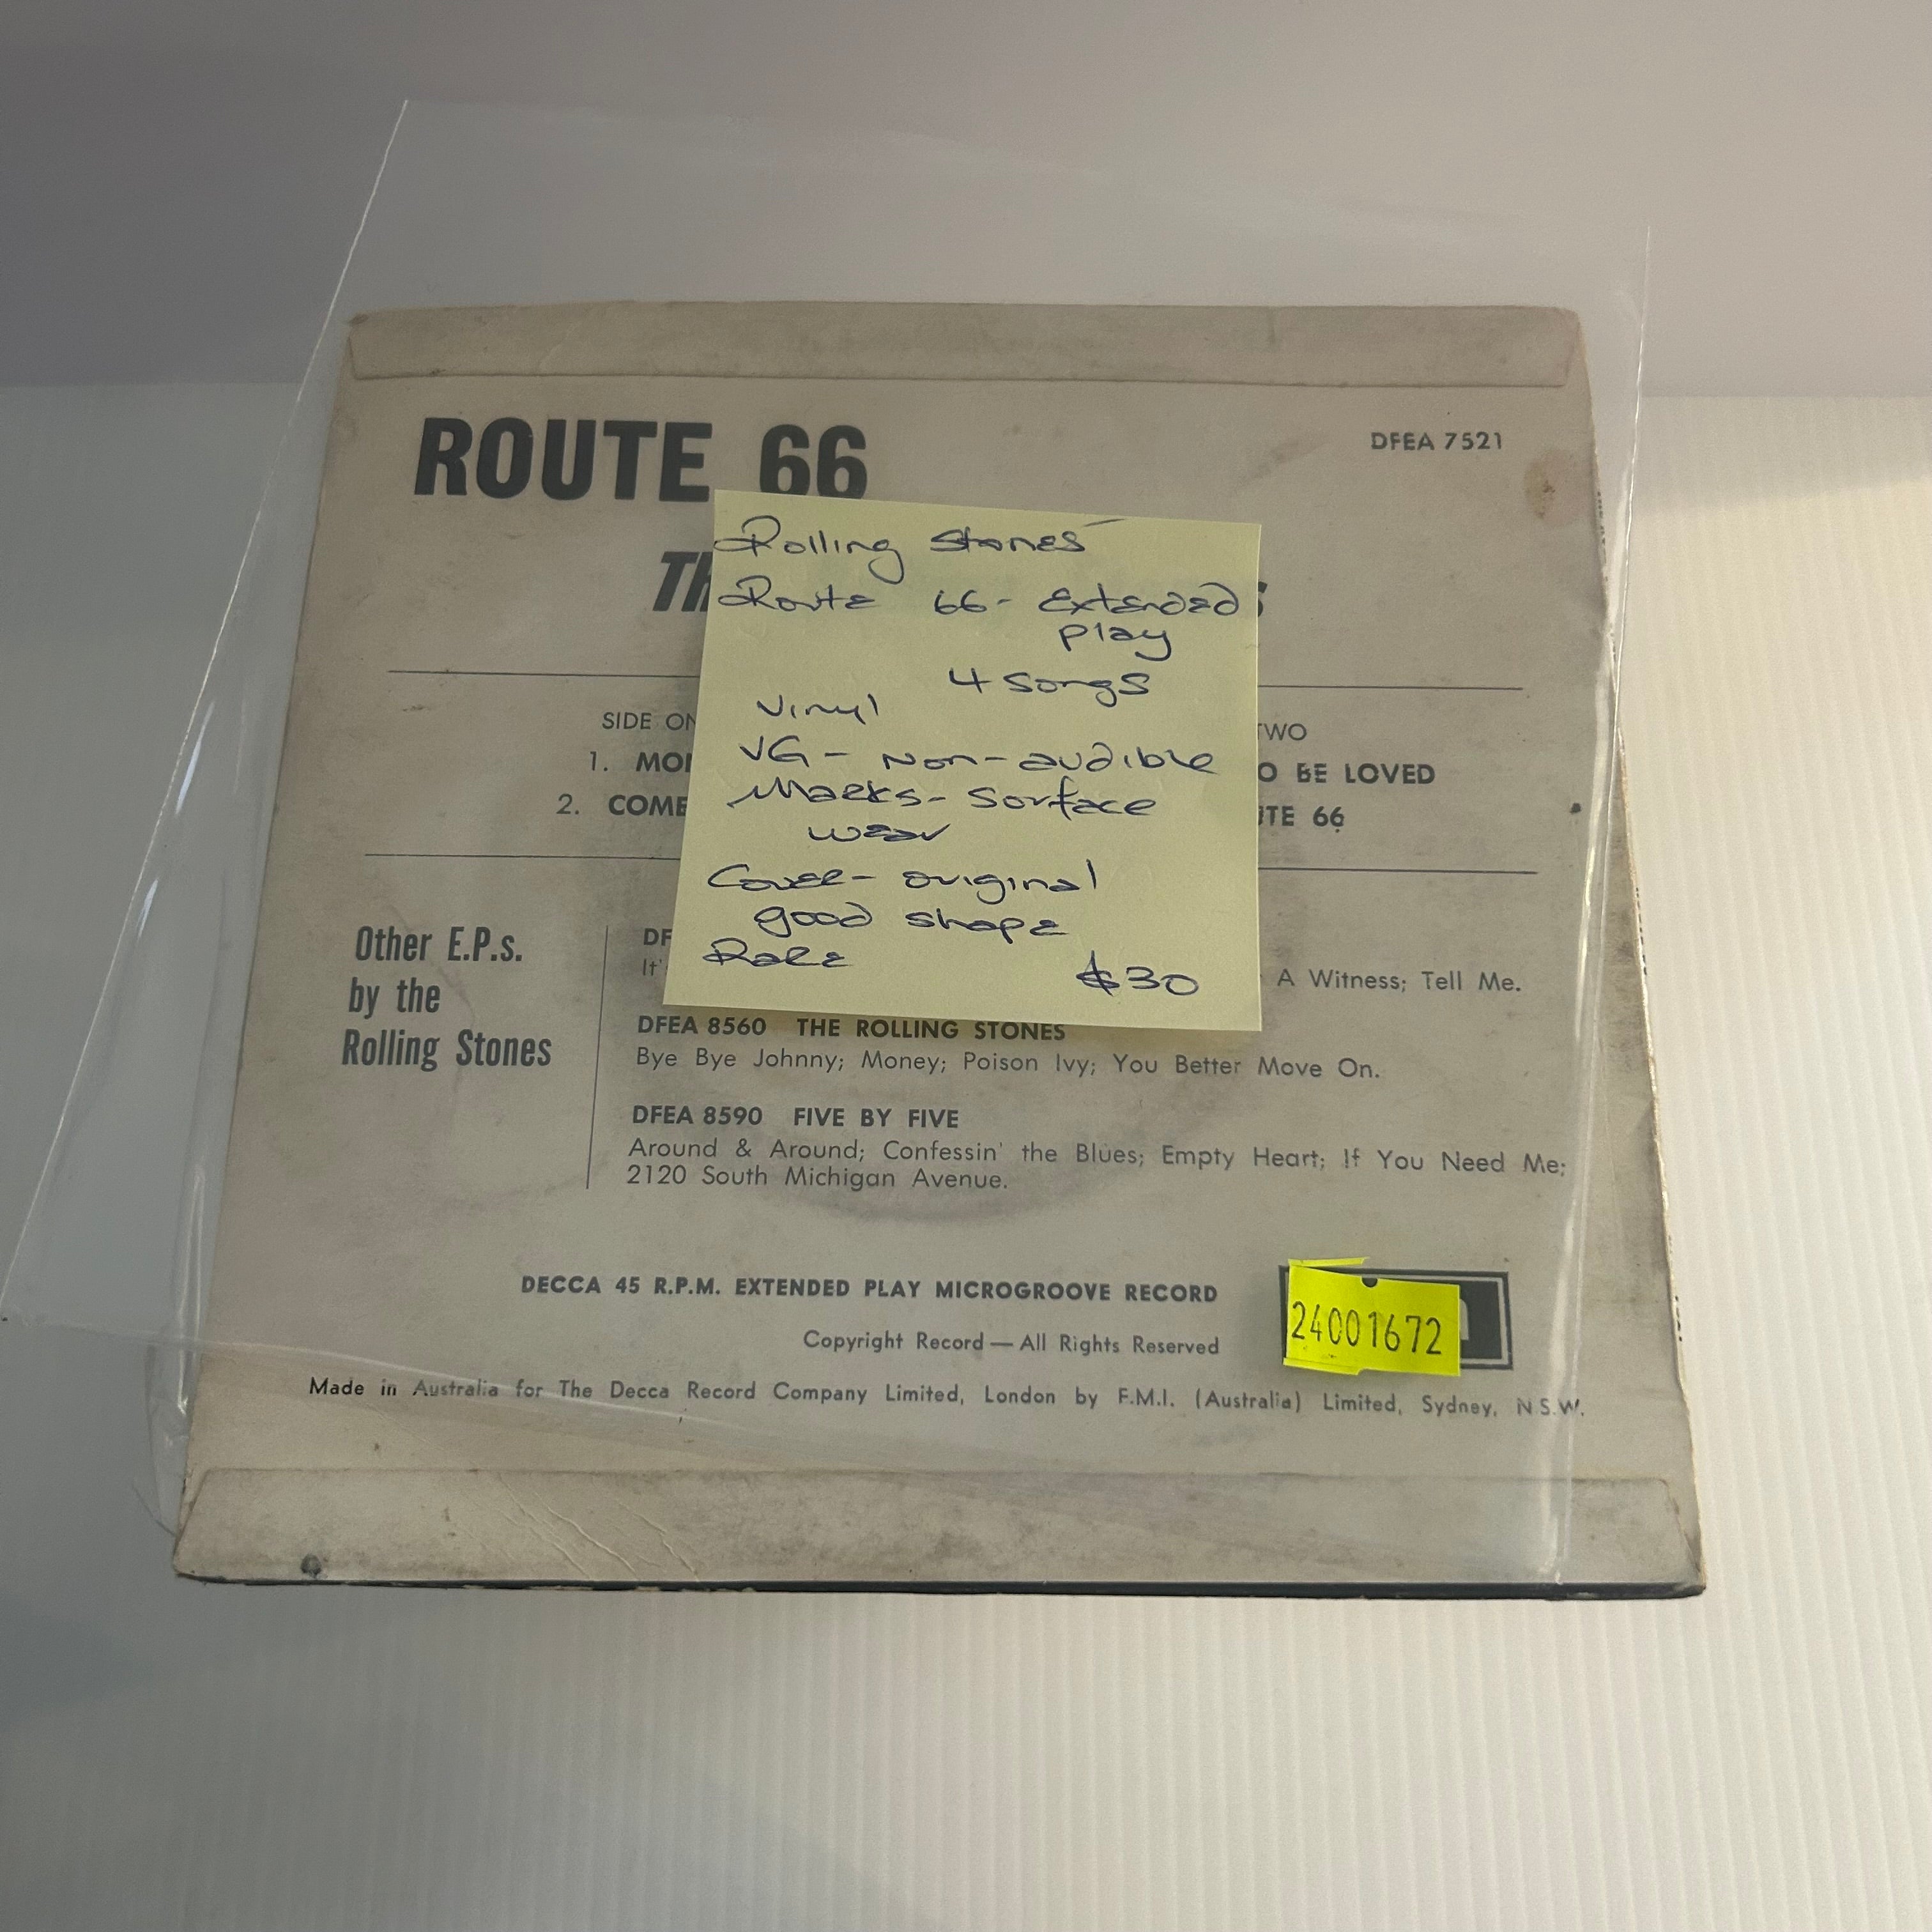 ROUTE 66
DFEA 7521
Rolling Stones
Route 66 - Extended
play
4 songs
Vinyl
VG - Non-audible
Marks - Surface
wear
Cover - original
good shape
Rare
$30
SIDE
TWO
1.
O BE LOVED
2. COME
66
Other E.P.s.
by the
Rolling Stones
A Witness; Tell Me.
DFEA 8560 THE ROLLING STONES
Bye Bye Johnny; Money; Poison Ivy; You Better Move On.
DFEA 8590 FIVE BY FIVE
Around & Around; Confessin' the Blues; Empty Heart; If You Need Me;
2120 South Michigan Avenue.
DECCA 45 R.P.M. EXTENDED PLAY MICROGROOVE RECORD
24001672
Copyright Record — All Rights Reserved
Made in Australia for The Decca Record Company Limited, London by E.M.I. (Australia) Limited, Sydney, N.S.W.